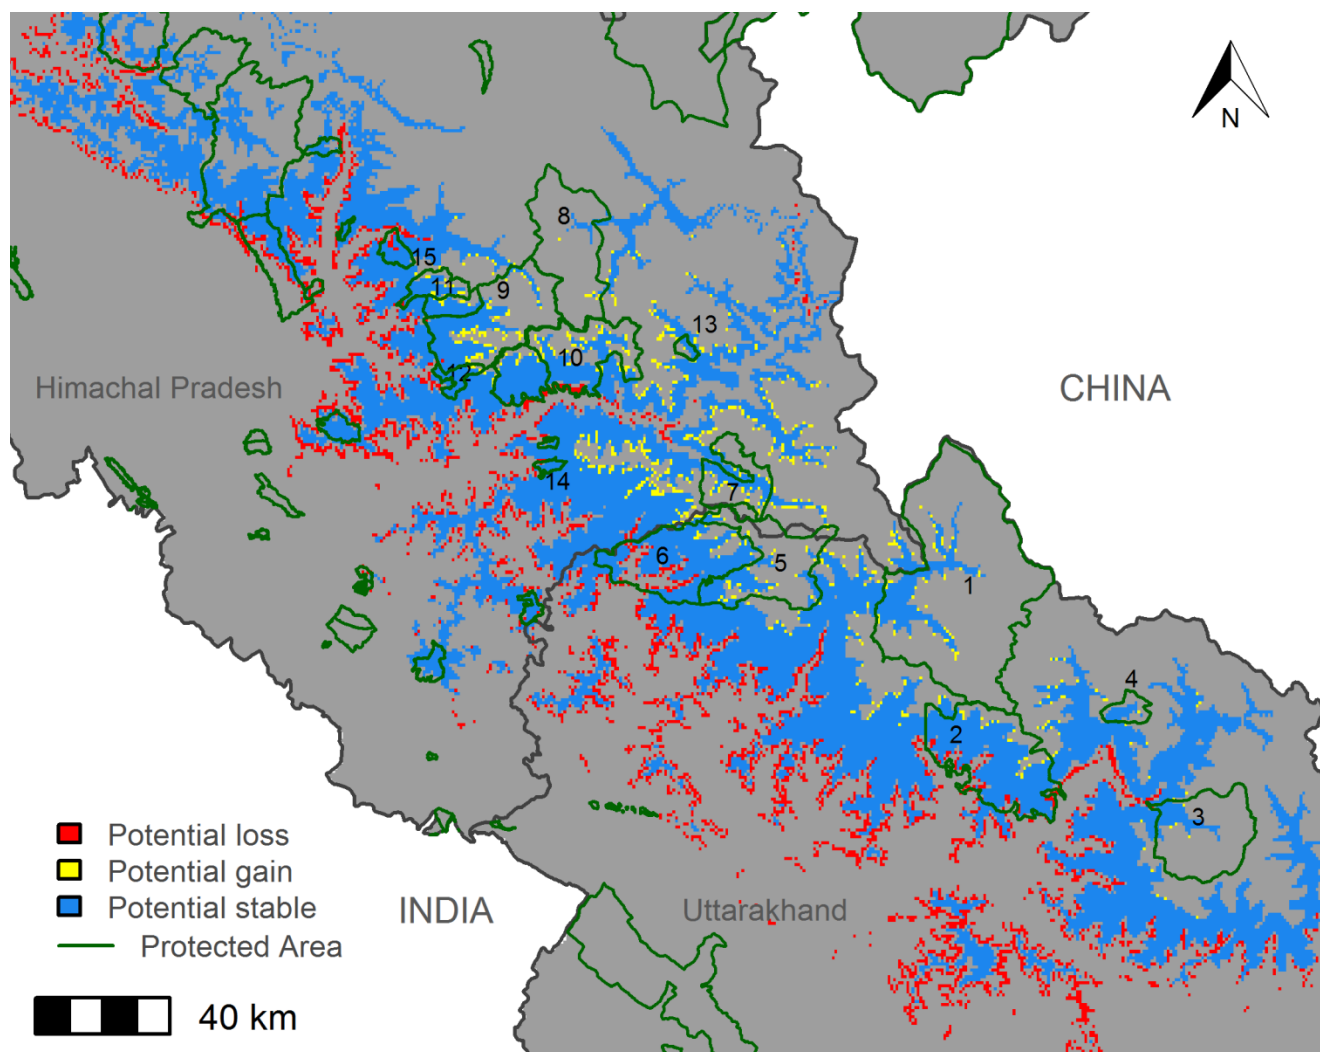 N
8
15
11
9
13
10
12
Himachal Pradesh
CHINA
14
7
6
5
1
4
2
3
Potential loss
Potential gain
Potential stable
Protected Area
INDIA
Uttarakhand
40 km